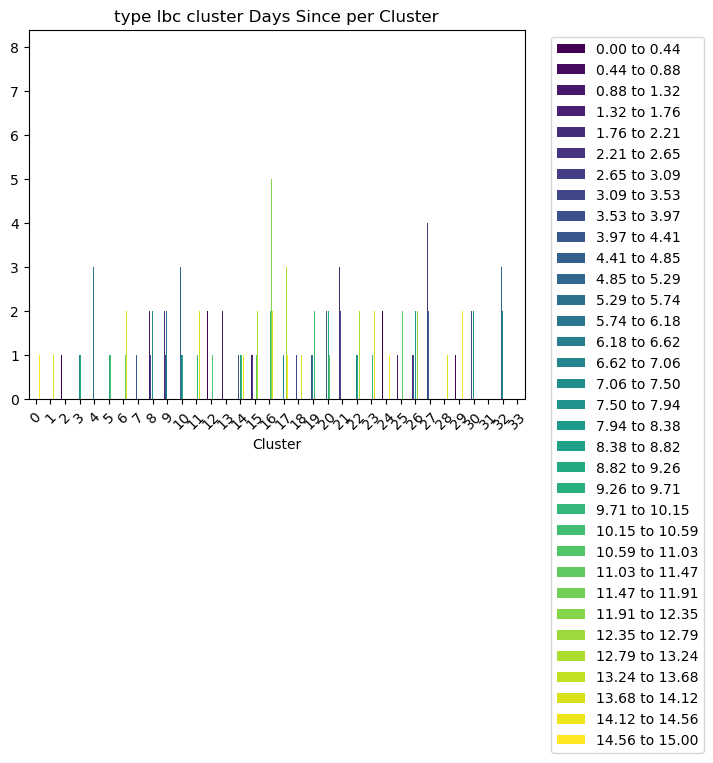 type Ibc cluster Days Since per Cluster
8
7
6
5
4
3
2
1
0
0 1 2 3 4 5 6 7 8 9 10 11 12 13 14 15 16 17 18 19 20 21 22 23 24 25 26 27 28 29 30 31 32 33
Cluster
0.00 to 0.44
0.44 to 0.88
0.88 to 1.32
1.32 to 1.76
1.76 to 2.21
2.21 to 2.65
2.65 to 3.09
3.09 to 3.53
3.53 to 3.97
3.97 to 4.41
4.41 to 4.85
4.85 to 5.29
5.29 to 5.74
5.74 to 6.18
6.18 to 6.62
6.62 to 7.06
7.06 to 7.50
7.50 to 7.94
7.94 to 8.38
8.38 to 8.82
8.82 to 9.26
9.26 to 9.71
9.71 to 10.15
10.15 to 10.59
10.59 to 11.03
11.03 to 11.47
11.47 to 11.91
11.91 to 12.35
12.35 to 12.79
12.79 to 13.24
13.24 to 13.68
13.68 to 14.12
14.12 to 14.56
14.56 to 15.00